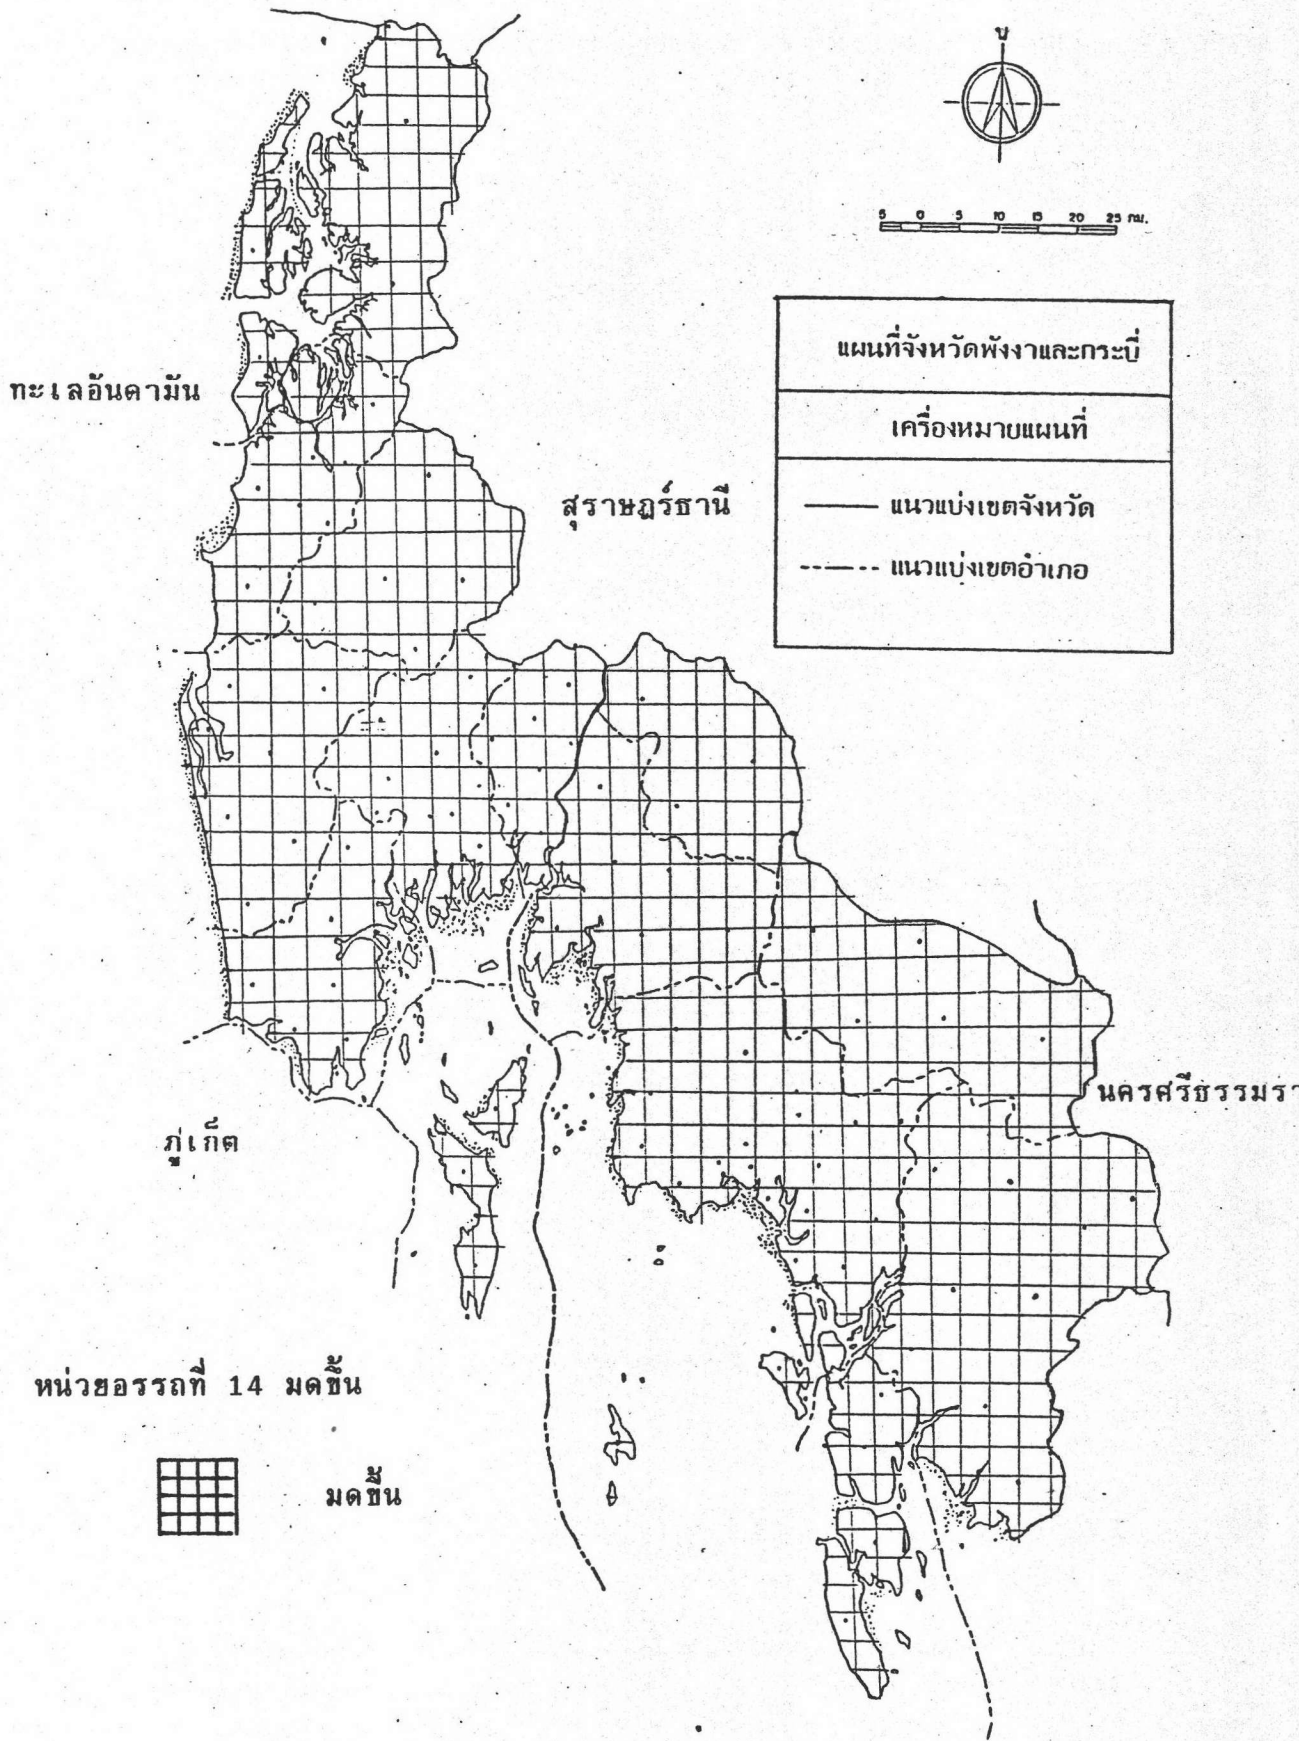 น
5 0 5 10 15 20 25 กม.
แผนที่จังหวัดพังงาและกระบี่
เครื่องหมายแผนที่
แนวแบ่งเขตจังหวัด
แนวแบ่งเขตอำเภอ
ทะเลอันดามัน
สุราษฎร์ธานี
นครศรีธรรมรา
ภูเก็ต
หน่วยอรรถที่ 14 มดขึ้น
มดขึ้น